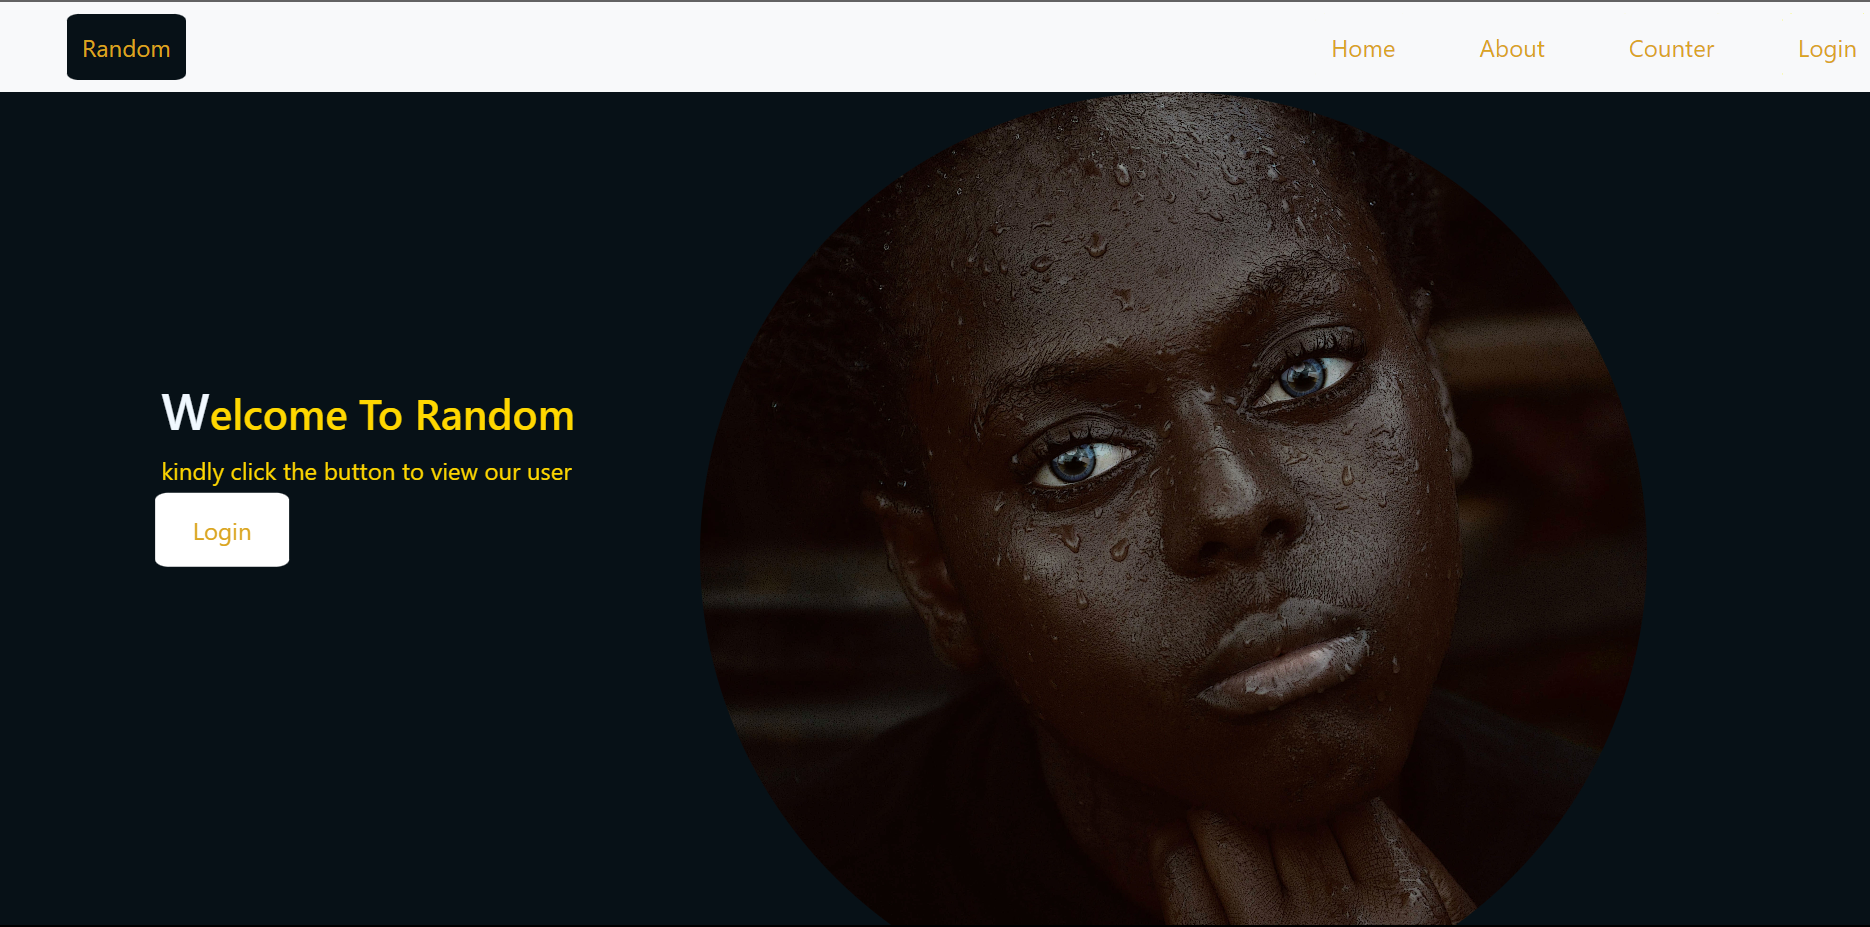 Random
Home About Counter Login
Welcome To Random
kindly click the button to view our user
Login